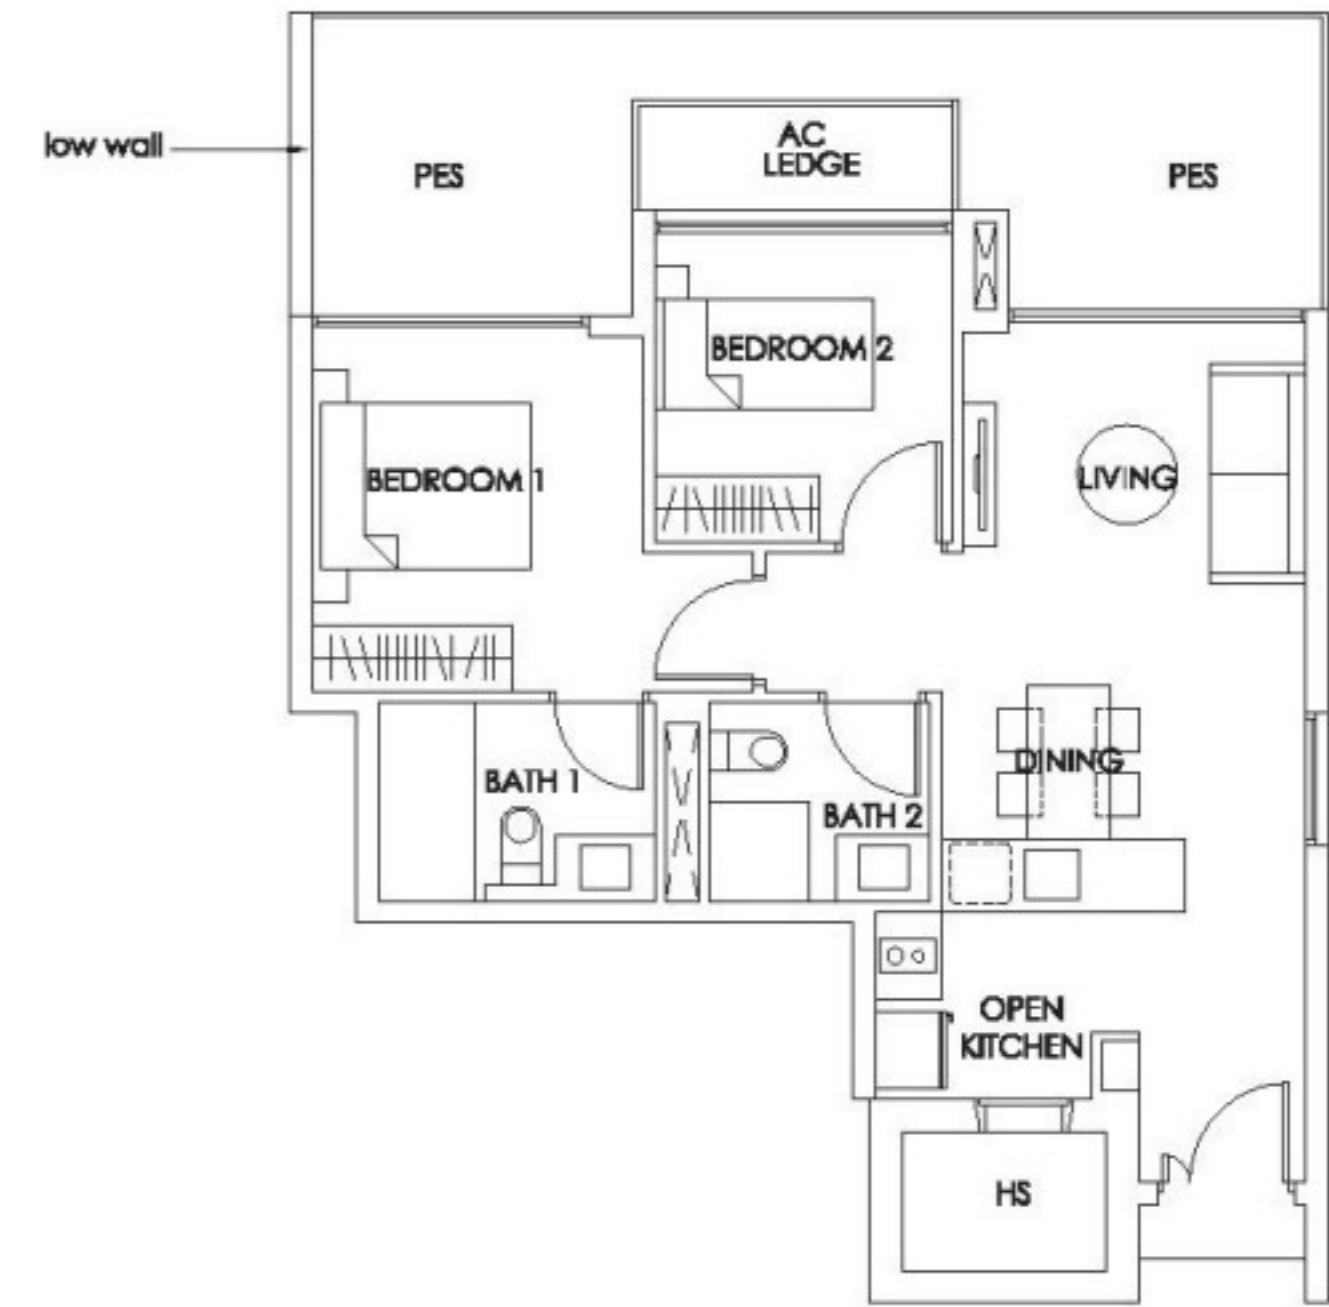 low wall
PES
AC
LEDGE
PES
BEDROOM 2
BEDROOM 1
LIVING
DINING
BATH 1
BATH 2
OPEN
KITCHEN
HS